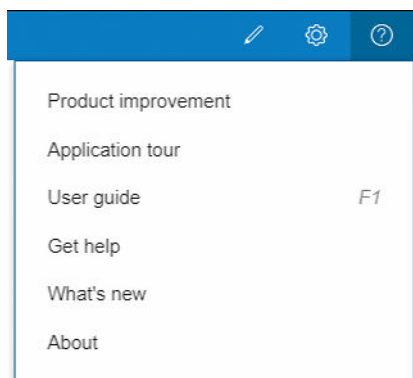 Product improvement
Application tour
User guide F1
Get help
What's new
About